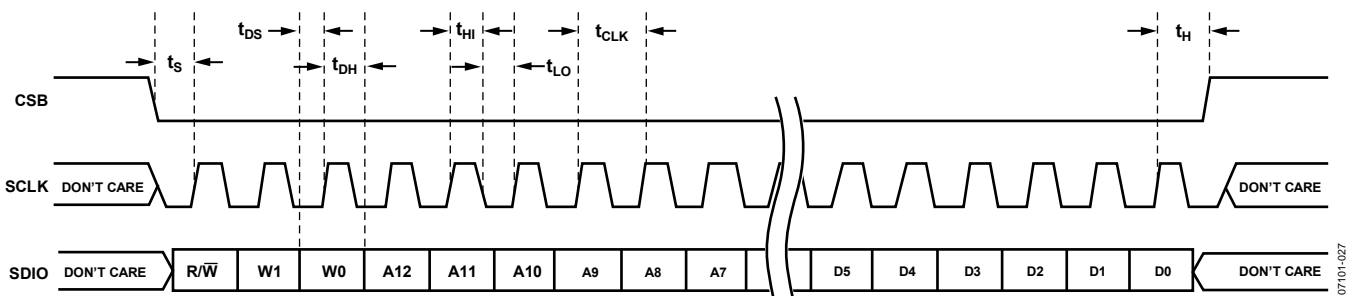 tDS tHI tCLK tH
tS tDH tLO
CSB
SCLK DON'T CARE DON'T CARE
SDIO DON'T CARE R/W̅ W1 W0 A12 A11 A10 A9 A8 A7 D5 D4 D3 D2 D1 D0 DON'T CARE
07101-027